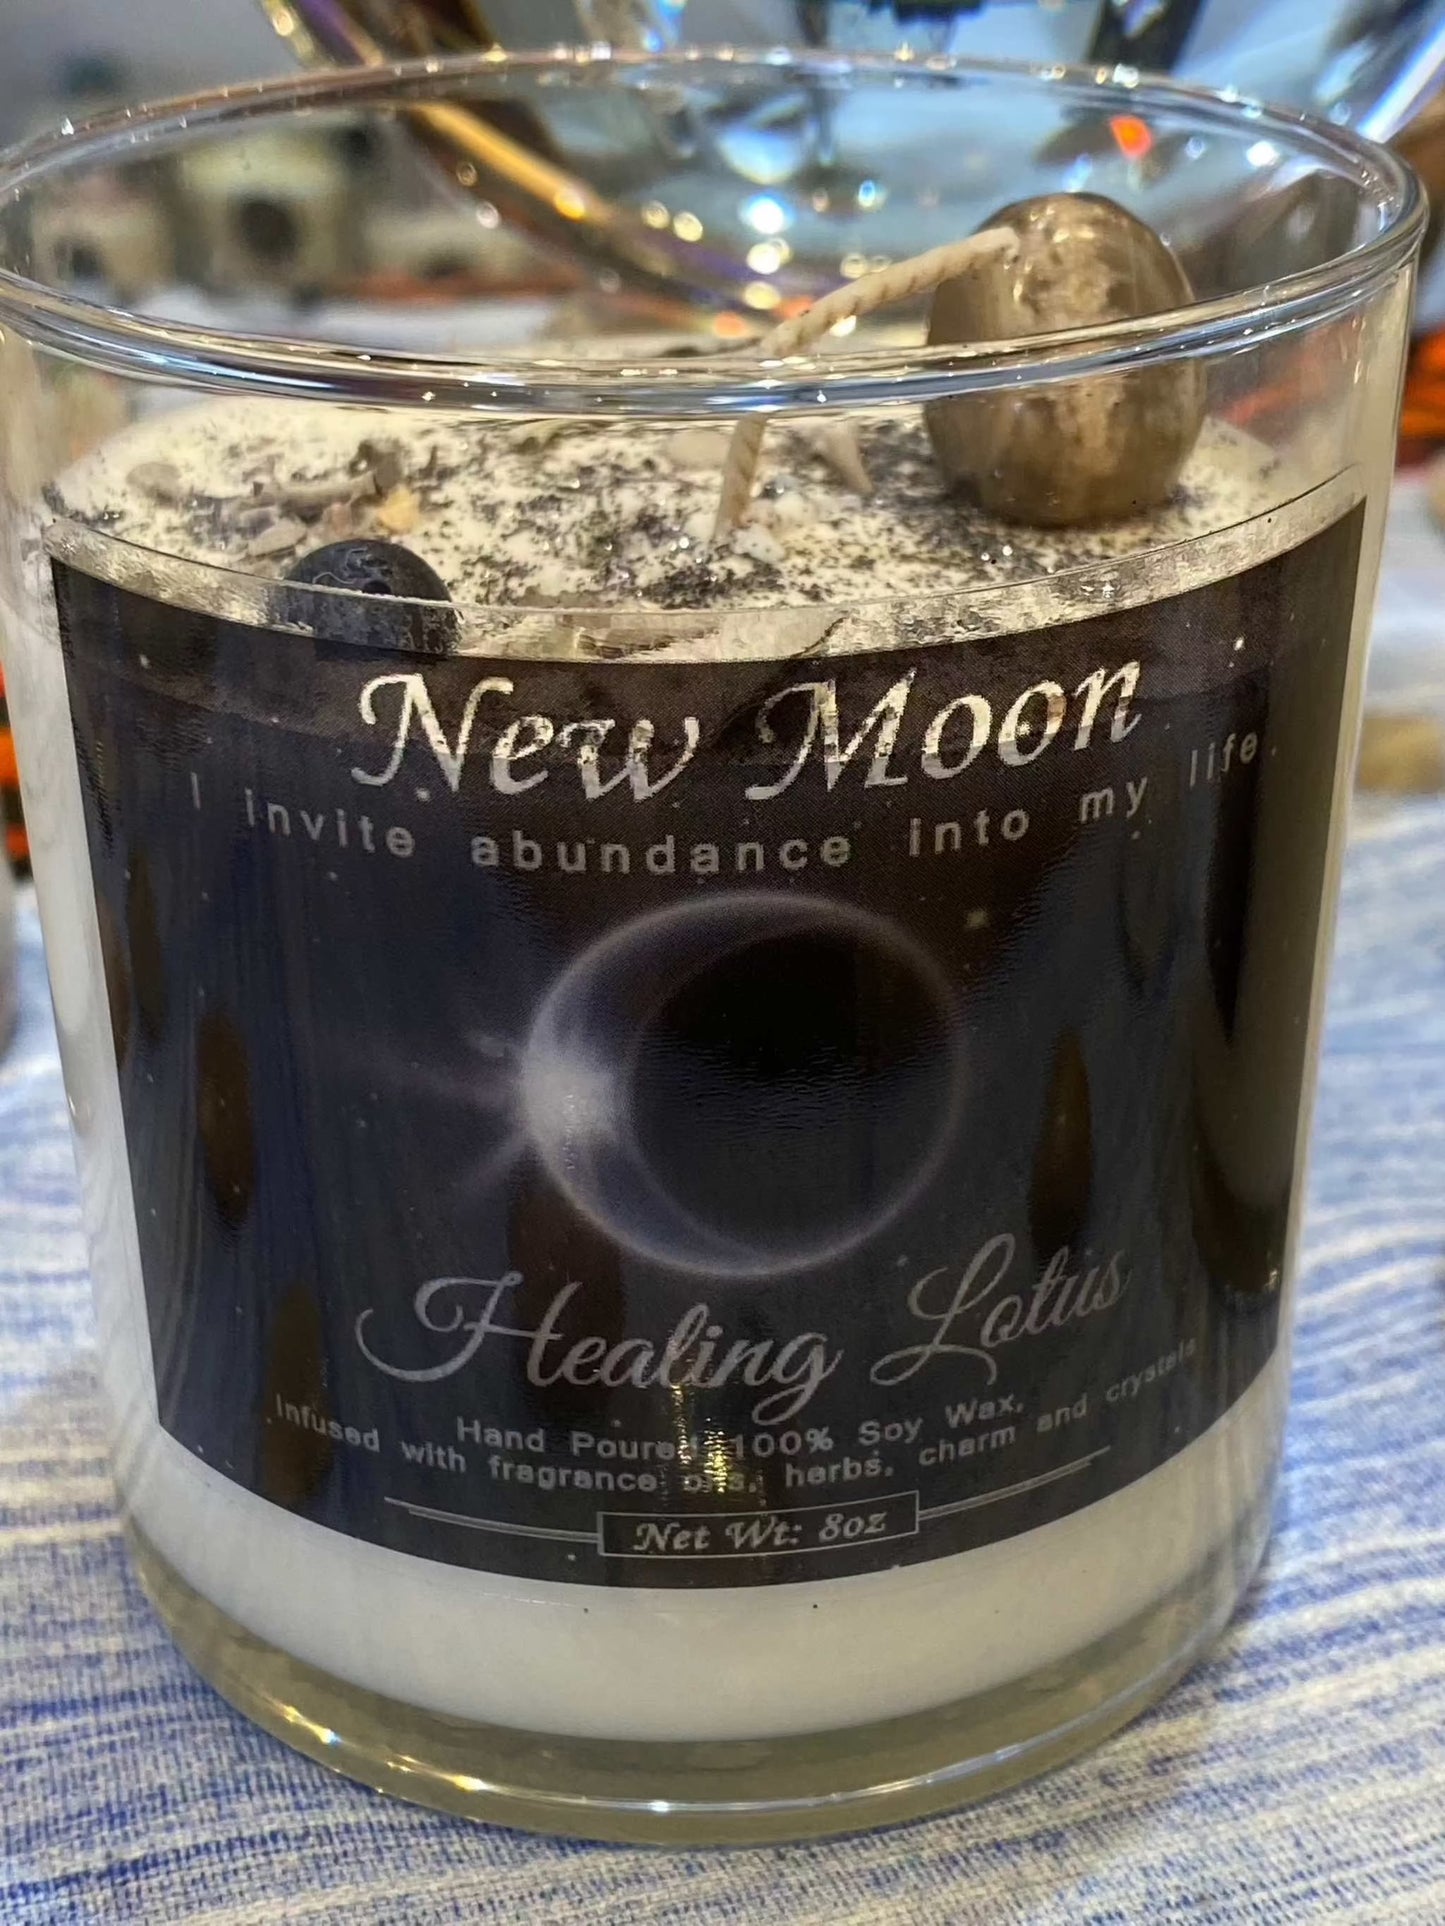 New Moon
I invite abundance into my life.
Healing Lotus
Hand Poured 100% Soy Wax,
Infused with fragrance oils, herbs, charm and crystals
Net Wt: 8oz